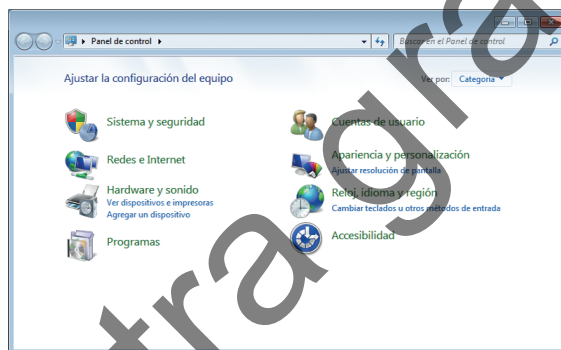 Panel de control
Buscar en el Panel de control
Ajustar la configuración del equipo
Ver por: Categoría
Sistema y seguridad
Redes e Internet
Hardware y sonido
Ver dispositivos e impresoras
Agregar un dispositivo
Programas
Cuentas de usuario
Apariencia y personalización
Ajustar resolución de pantalla
Reloj, idioma y región
Cambiar teclados u otros métodos de entrada
Accesibilidad
tra gra